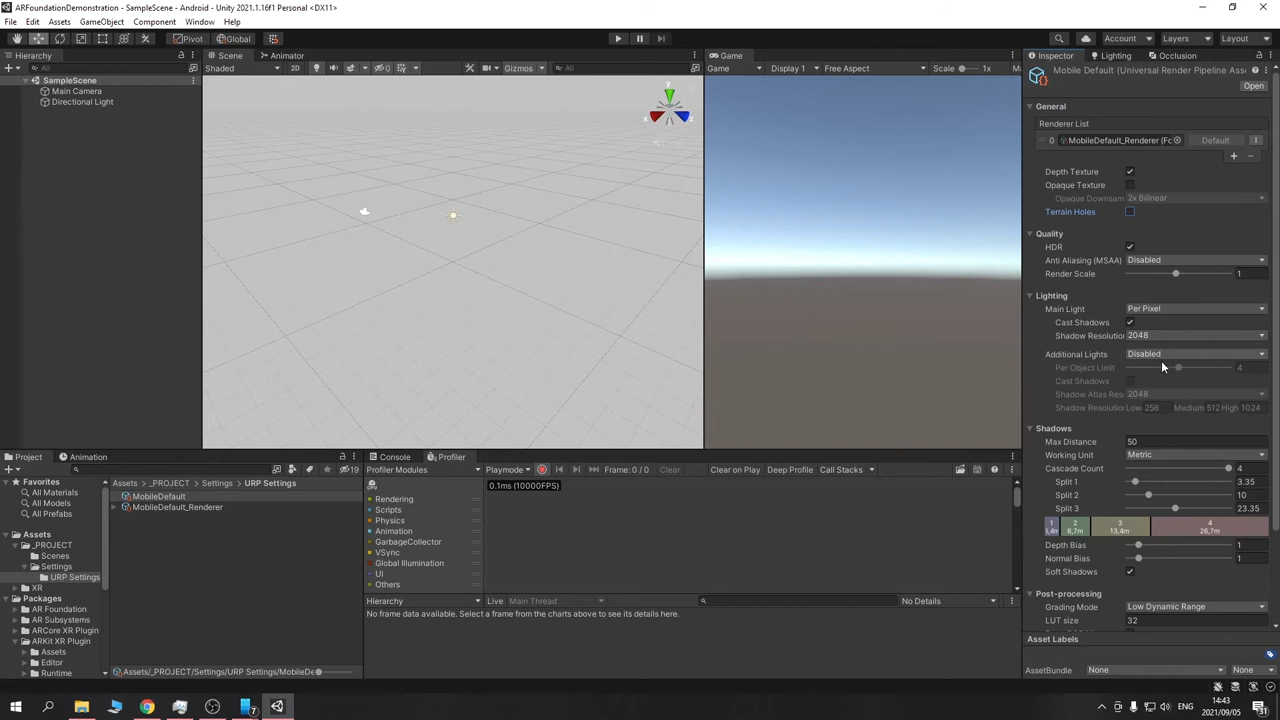 ARFoundationDemonstration - SampleScene - Android - Unity 2021.1.16f1 Personal <DX11>
File Edit Assets GameObject Component Window Help
Pivot Global Account Layers Layout
Hierarchy Scene Animator Game Inspector Lighting Occlusion
All Shaded 2D Gizmos All Game Display 1 Free Aspect Scale 1x
Mobile Default (Universal Render Pipeline Asse
Open
SampleScene
Main Camera
Directional Light
y
x z
General
Renderer List
0 MobileDefault_Renderer (Fc Default
Depth Texture
Opaque Texture
Opaque Downsam 2x Bilinear
Terrain Holes
Quality
HDR
Anti Aliasing (MSAA) Disabled
Render Scale 1
Lighting
Main Light Per Pixel
Cast Shadows
Shadow Resolutio 2048
Additional Lights Disabled
Per Object Limit 4
Cast Shadows
Shadow Atlas Res 2048
Shadow Resolutio Low 256 Medium 512 High 1024
Shadows
Max Distance 50
Working Unit Metric
Cascade Count 4
Split 1 3.35
Split 2 10
Split 3 23.35
1 2 3 4
6,7m 13,4m 26,7m
Depth Bias 1
Normal Bias 1
Soft Shadows
Post-processing
Grading Mode Low Dynamic Range
LUT size 32
Asset Labels
AssetBundle None None
Project Animation
19
Favorites
All Materials
All Models
All Prefabs
Assets
_PROJECT
Scenes
Settings
URP Settings
XR
Packages
AR Foundation
AR Subsystems
ARCore XR Plugin
ARKit XR Plugin
Assets
Editor
Runtime
Assets > _PROJECT > Settings > URP Settings
MobileDefault
MobileDefault_Renderer
Assets/_PROJECT/Settings/URP Settings/MobileDe
Console Profiler
Profiler Modules Playmode Frame: 0 / 0 Clear Clear on Play Deep Profile Call Stacks
CPU
0.1ms (10000FPS)
Rendering
Scripts
Physics
Animation
GarbageCollector
VSync
Global Illumination
UI
Others
Hierarchy Live Main Thread No Details
No frame data available. Select a frame from the charts above to see its details here.
7
14:43
2021/09/05